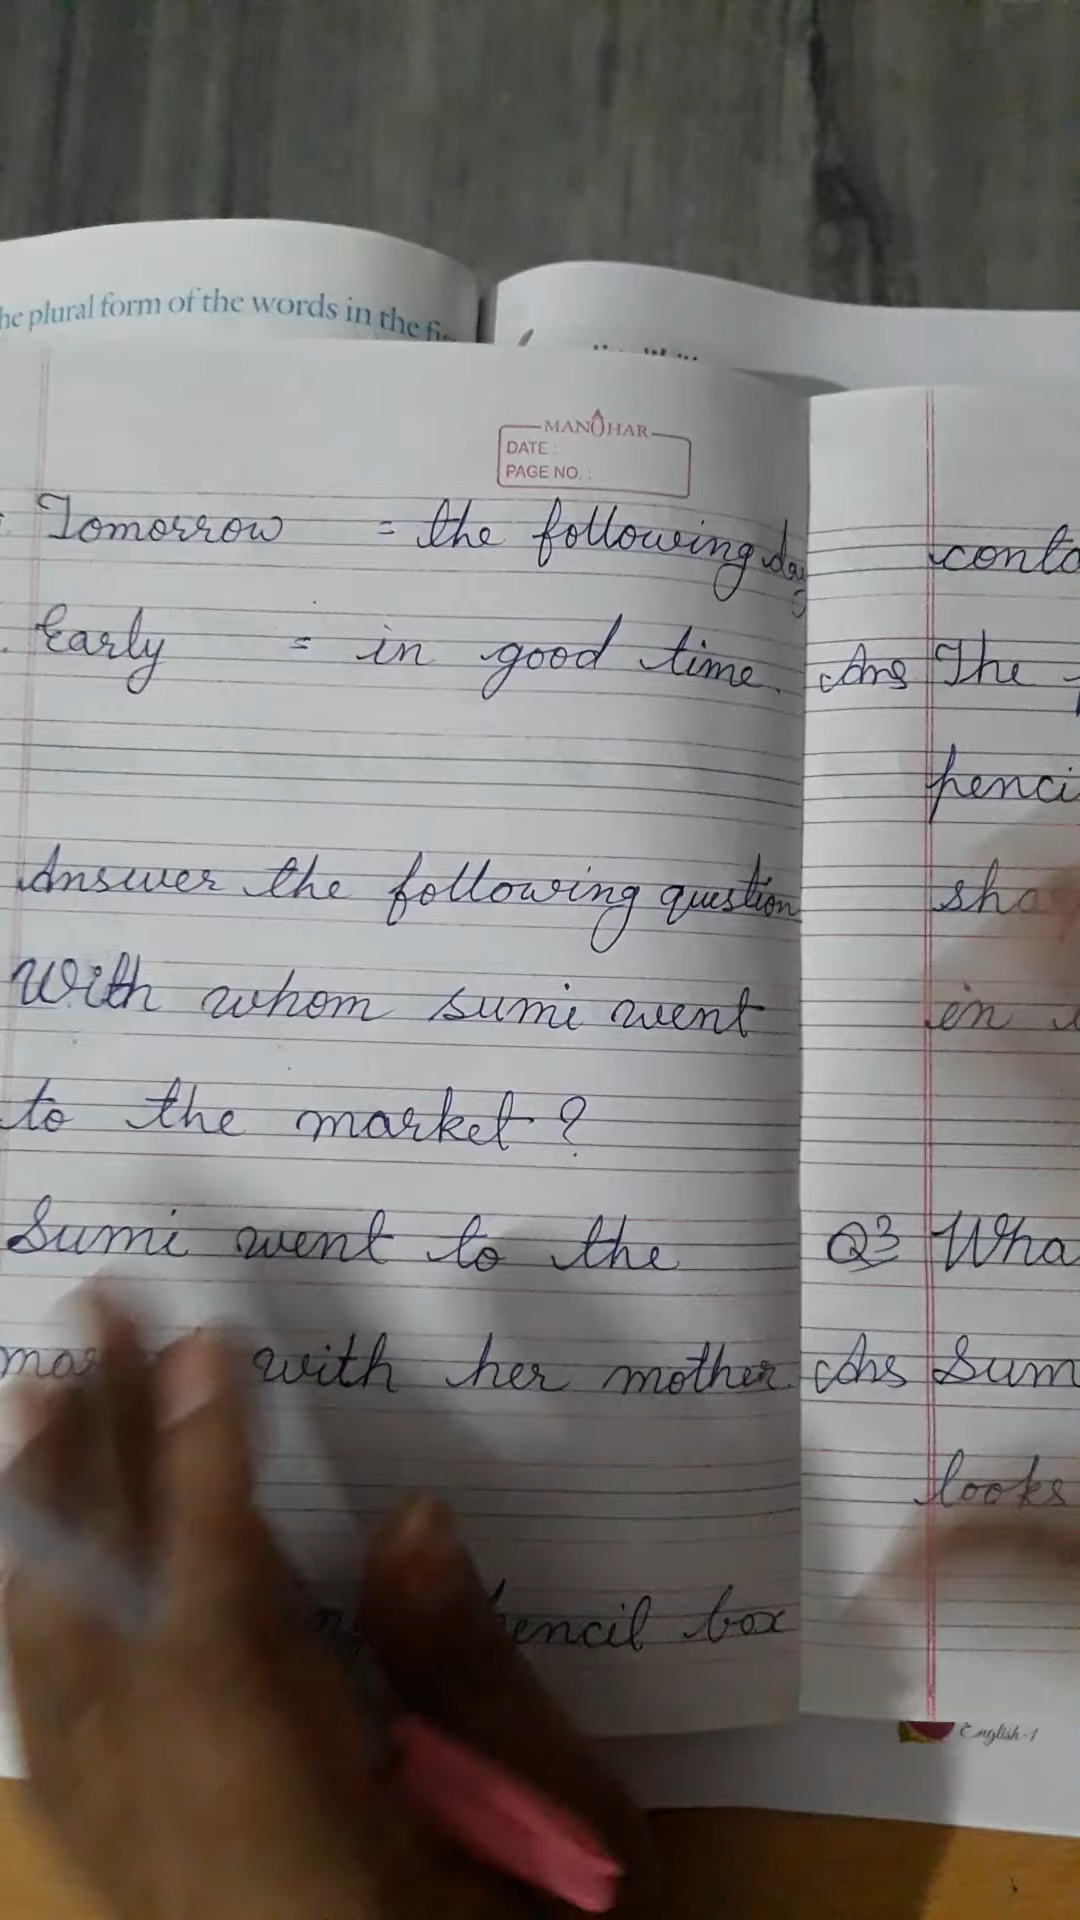 he plural form of the words in the
MANOHAR
DATE :
PAGE NO. :
Tomorrow = the following day
Early = in good time.
Answer the following question
With whom sumi went
to the market ?
Sumi went to the
with her mother.
encil box
conta
Ans The
penci
sha
in
Q3 Wha
Ans Sum
looks
English-1